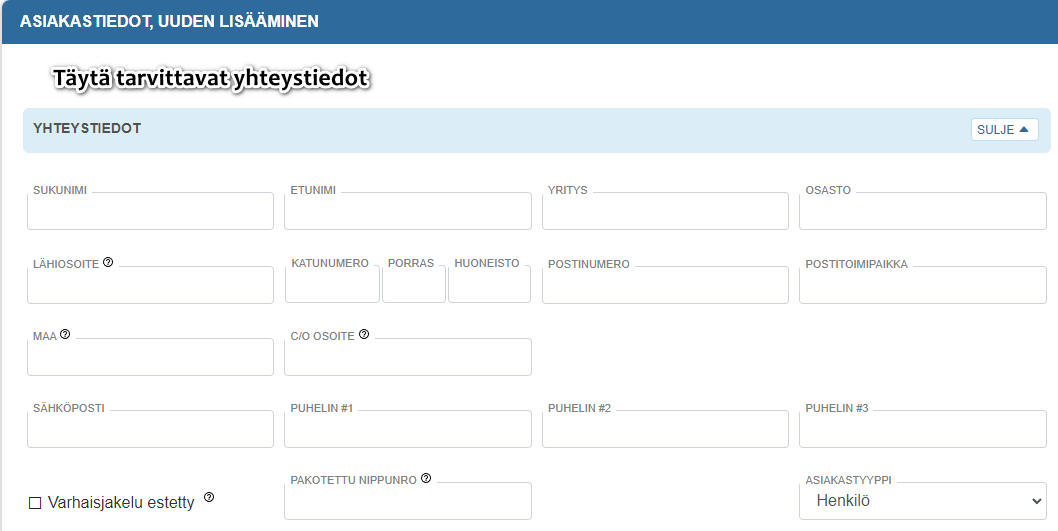 ASIAKASTIEDOT, UUDEN LISÄÄMINEN
Täytä tarvittavat yhteystiedot
YHTEYSTIEDOT SULJE
SUKUNIMI ETUNIMI YRITYS OSASTO
LÄHIOSOITE KATUNUMERO PORRAS HUONEISTO POSTINUMERO POSTITOIMIPAIKKA
MAA C/O OSOITE
SÄHKÖPOSTI PUHELIN #1 PUHELIN #2 PUHELIN #3
PAKOTETTU NIPPUNRO ASIAKASTYYPPI
Varhaisjakelu estetty Henkilö